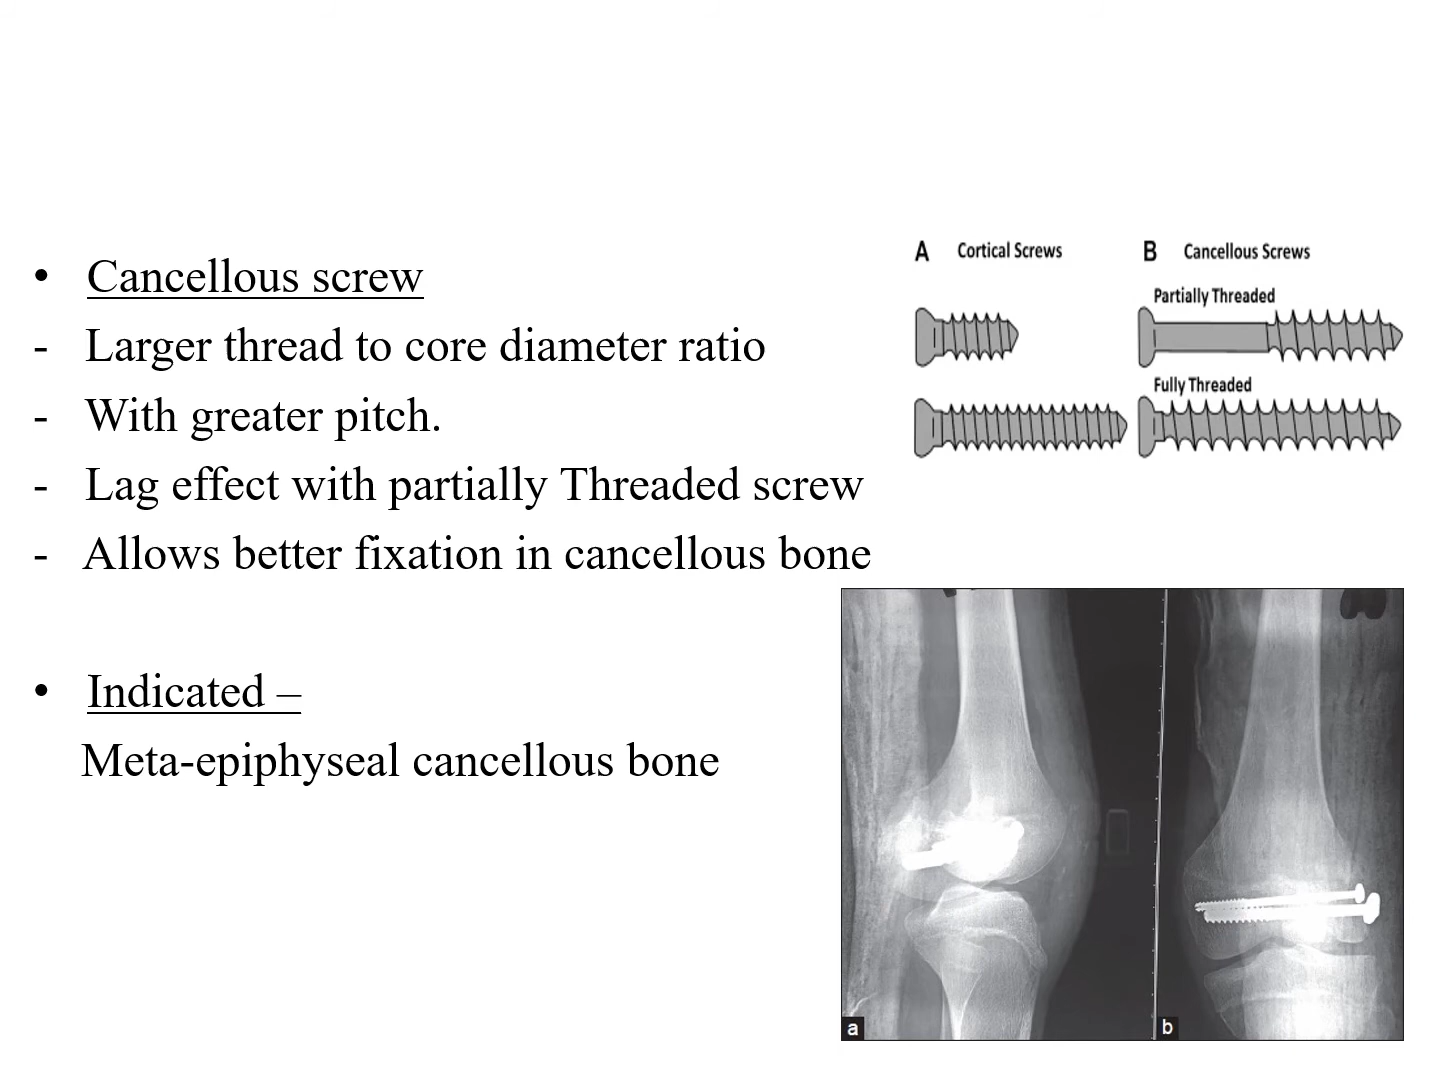 • Cancellous screw
- Larger thread to core diameter ratio
- With greater pitch.
- Lag effect with partially Threaded screw
- Allows better fixation in cancellous bone
• Indicated –
Meta-epiphyseal cancellous bone
A Cortical Screws
B Cancellous Screws
Partially Threaded
Fully Threaded
a
b